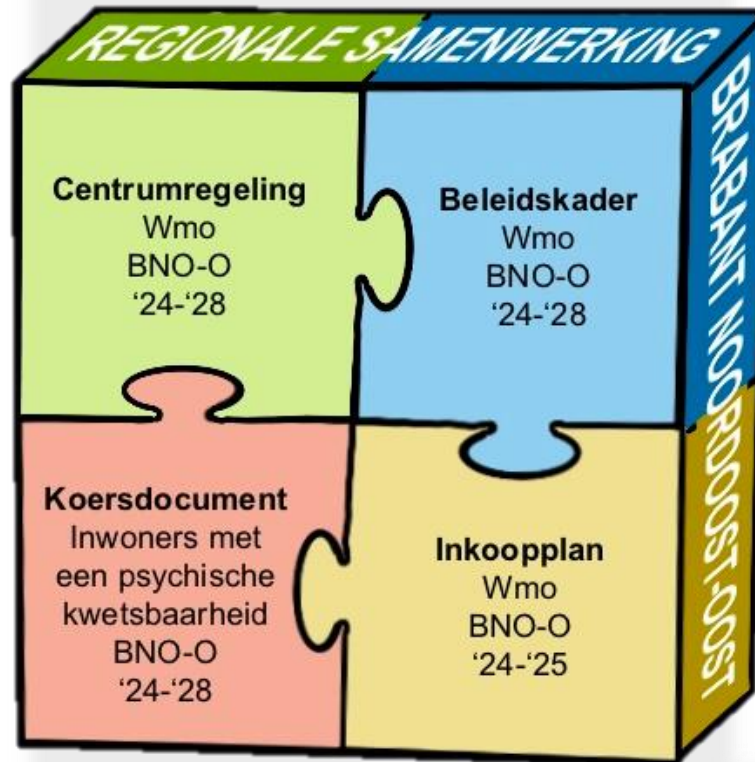 REGIONALE SAMENWERKING
BRABANT NOORDOOST-OOST
Centrumregeling
Wmo
BNO-O
‘24-‘28
Beleidskader
Wmo
BNO-O
‘24-‘28
Koersdocument
Inwoners met
een psychische
kwetsbaarheid
BNO-O
‘24-‘28
Inkoopplan
Wmo
BNO-O
‘24-‘25